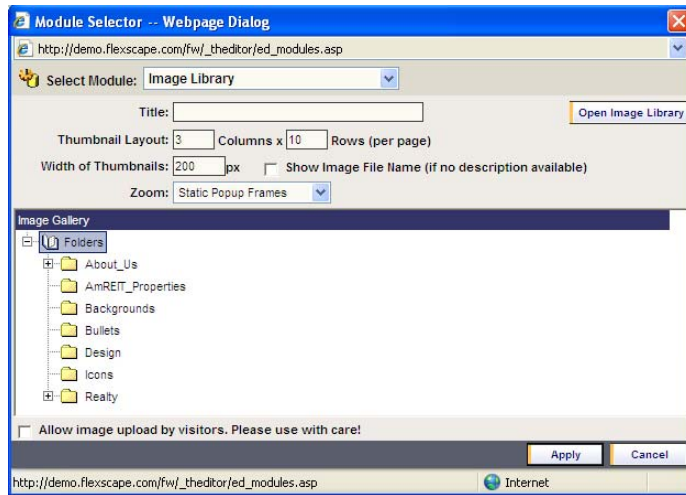 Module Selector -- Webpage Dialog
http://demo.flexscape.com/fw/_theditor/ed_modules.asp
Select Module: Image Library
Title:
Open Image Library
Thumbnail Layout: 3 Columns x 10 Rows (per page)
Width of Thumbnails: 200 px Show Image File Name (if no description available)
Zoom: Static Popup Frames
Image Gallery
Folders
About_Us
AmREIT_Properties
Backgrounds
Bullets
Design
Icons
Realty
Allow image upload by visitors. Please use with care!
Apply Cancel
http://demo.flexscape.com/fw/_theditor/ed_modules.asp Internet